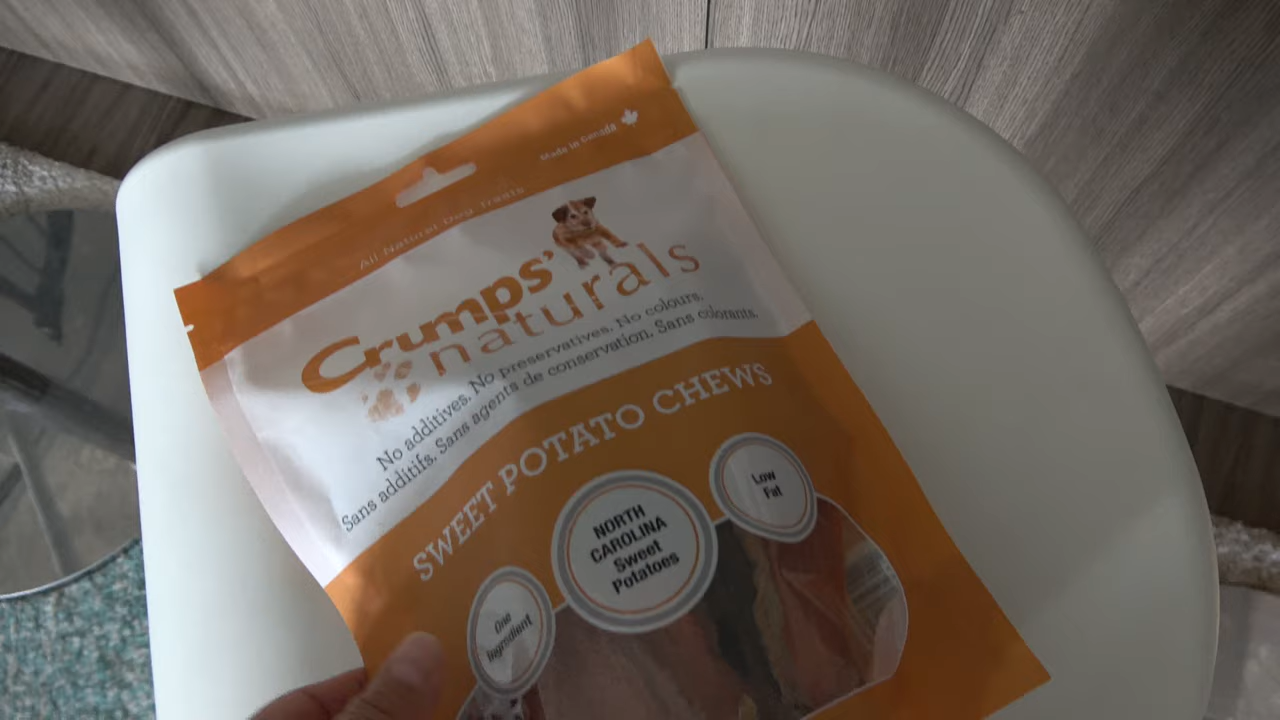 Made in Canada
All Natural Dog Treats
Crumps'
naturals
No additives. No preservatives. No colours.
Sans additifs. Sans agents de conservation. Sans colorants.
SWEET POTATO CHEWS
Low
Fat
NORTH
CAROLINA
Sweet
Potatoes
One
Ingredient